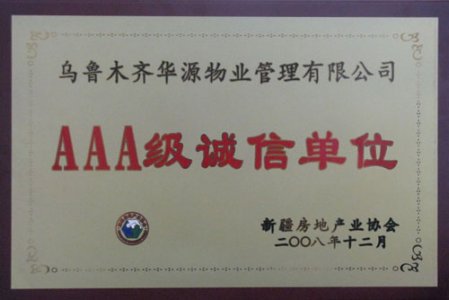 乌鲁木齐华源物业管理有限公司
AAA级诚信单位
新疆房地产业协会
二〇〇八年十二月